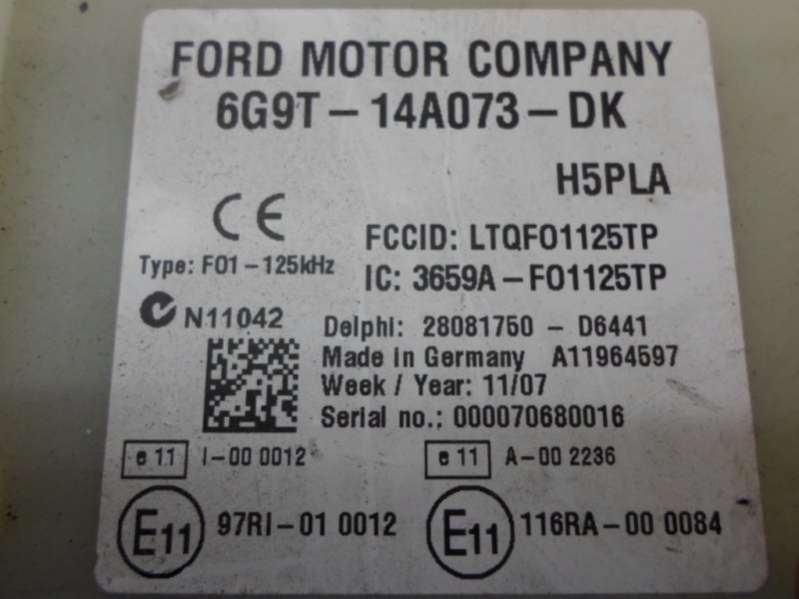 FORD MOTOR COMPANY
6G9T-14A073-DK
H5PLA
CE
FCCID: LTQFO1125TP
Type: FO1-125kHz
IC: 3659A-FO1125TP
N11042
Delphi: 28081750 - D6441
Made in Germany A11964597
Week / Year: 11/07
Serial no.: 000070680016
e 11 I-00 0012
e 11 A-00 2236
E11 97RI-01 0012
E11 116RA-00 0084